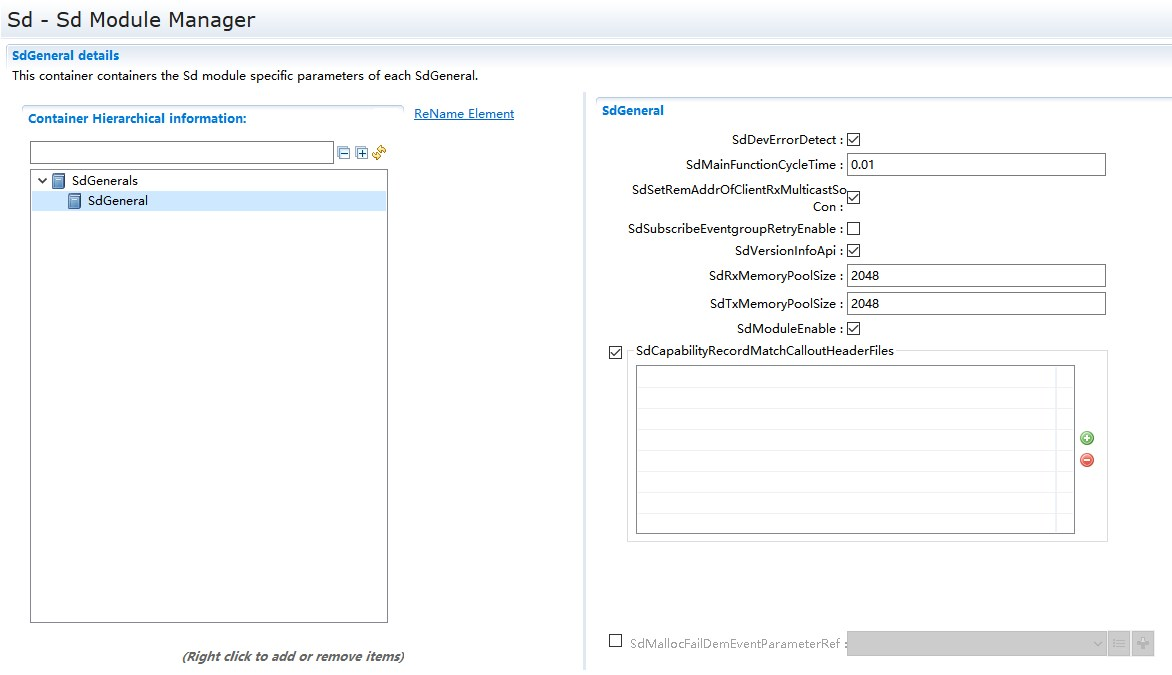 Sd - Sd Module Manager
SdGeneral details
This container containers the Sd module specific parameters of each SdGeneral.
Container Hierarchical information:
ReName Element
SdGenerals
SdGeneral
(Right click to add or remove items)
SdGeneral
SdDevErrorDetect :
SdMainFunctionCycleTime : 0.01
SdSetRemAddrOfClientRxMulticastSo
Con :
SdSubscribeEventgroupRetryEnable :
SdVersionInfoApi :
SdRxMemoryPoolSize : 2048
SdTxMemoryPoolSize : 2048
SdModuleEnable :
SdCapabilityRecordMatchCalloutHeaderFiles
SdMallocFailDemEventParameterRef :